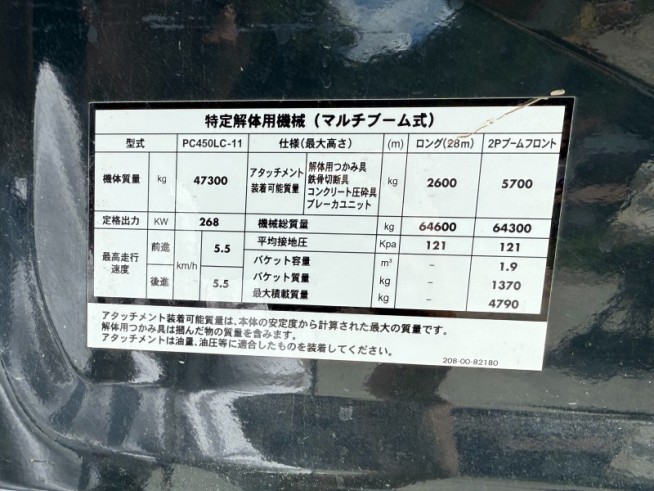 特定解体用機械（マルチブーム式）
型式 PC450LC-11 仕様（最大高さ） (m) ロング(28m) 2Pブームフロント
機体質量 kg 47300 アタッチメント装着可能質量 解体用つかみ具 鉄骨切断具 コンクリート圧砕具 ブレーカユニット kg 2600 5700
定格出力 KW 268 機械総質量 kg 64600 64300
最高走行速度 前進 km/h 5.5 平均接地圧 Kpa 121 121
バケット容量 m³ - 1.9
後進 5.5 バケット質量 kg - 1370
最大積載質量 kg - 4790
アタッチメント装着可能質量は、本体の安定度から計算された最大の質量です。
解体用つかみ具は掴んだ物の質量を含みます。
アタッチメントは油量、油圧等に適合したものを装着してください。
208-00-82180